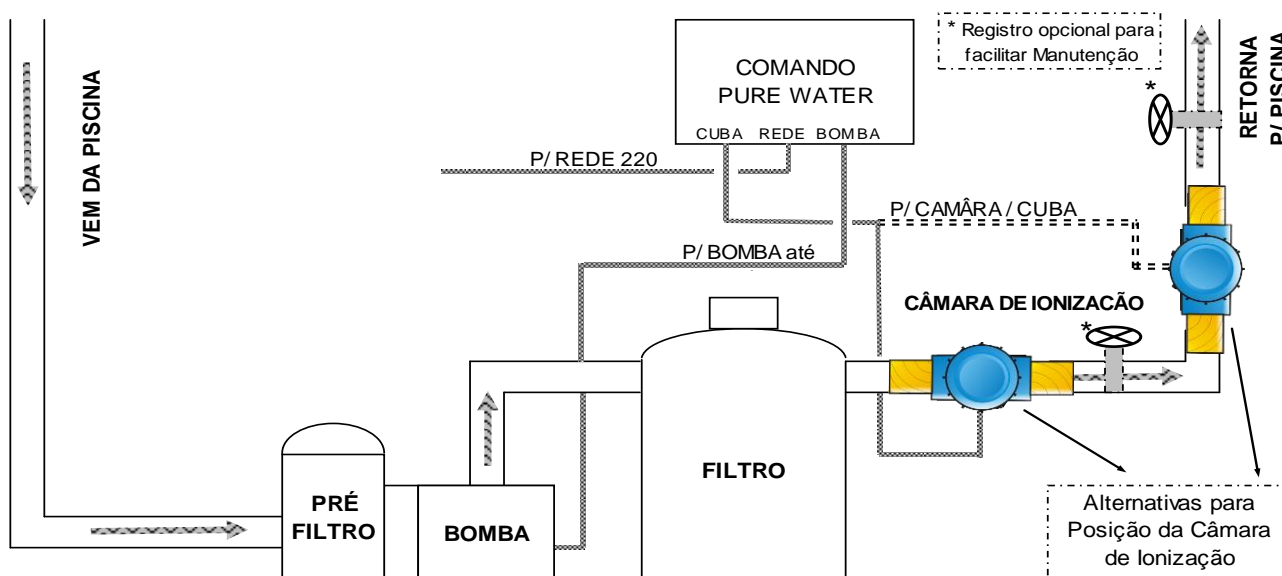 VEM DA PISCINA
COMANDO
PURE WATER
CUBA REDE BOMBA
* Registro opcional para
facilitar Manutenção
*
RETORNA
P/ PISCINA
P/ REDE 220
P/ CAMÂRA / CUBA
P/ BOMBA até
CÂMARA DE IONIZACÃO
*
PRÉ
FILTRO
BOMBA
FILTRO
Alternativas para
Posição da Câmara
de Ionização